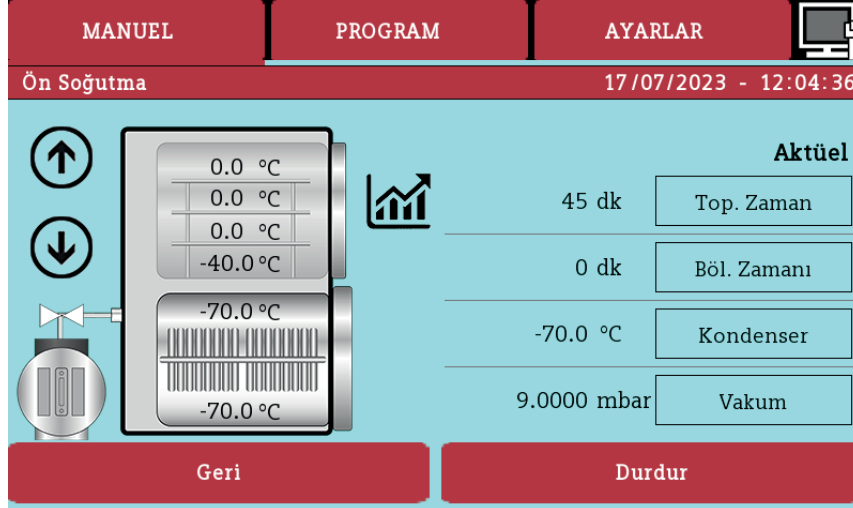 MANUEL PROGRAM AYARLAR
Ön Soğutma 17/07/2023 - 12:04:36
Aktüel
0.0 °C
0.0 °C
0.0 °C
-40.0 °C
-70.0 °C
-70.0 °C
45 dk Top. Zaman
0 dk Böl. Zamanı
-70.0 °C Kondenser
9.0000 mbar Vakum
Geri Durdur